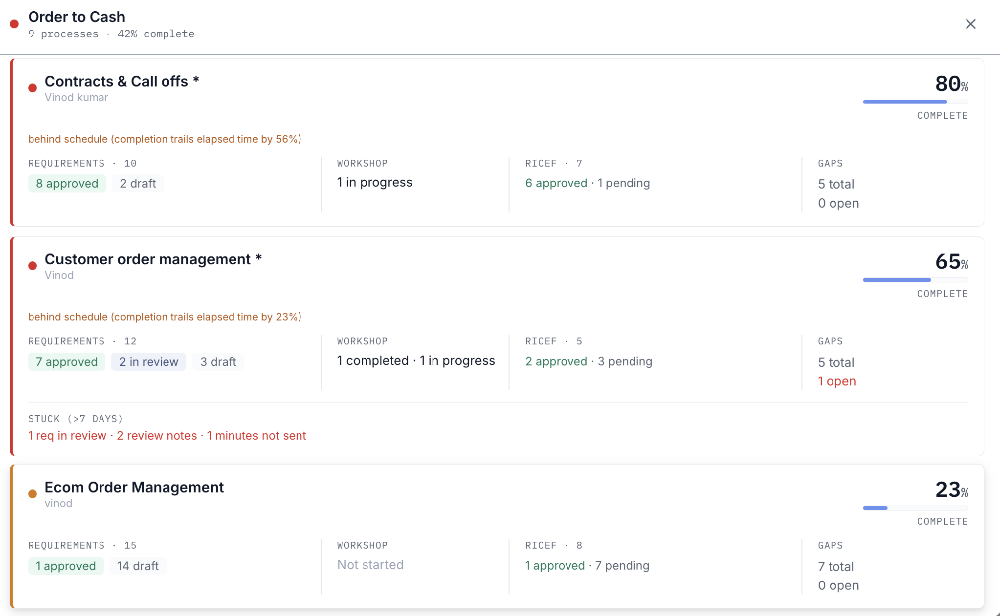 Order to Cash
9 processes · 42% complete
Contracts & Call offs *
Vinod kumar
80%
COMPLETE
behind schedule (completion trails elapsed time by 56%)
REQUIREMENTS · 10
8 approved 2 draft
WORKSHOP
1 in progress
RICEF · 7
6 approved · 1 pending
GAPS
5 total
0 open
Customer order management *
Vinod
65%
COMPLETE
behind schedule (completion trails elapsed time by 23%)
REQUIREMENTS · 12
7 approved 2 in review 3 draft
WORKSHOP
1 completed · 1 in progress
RICEF · 5
2 approved · 3 pending
GAPS
5 total
1 open
STUCK (>7 DAYS)
1 req in review · 2 review notes · 1 minutes not sent
Ecom Order Management
vinod
23%
COMPLETE
REQUIREMENTS · 15
1 approved 14 draft
WORKSHOP
Not started
RICEF · 8
1 approved · 7 pending
GAPS
7 total
0 open